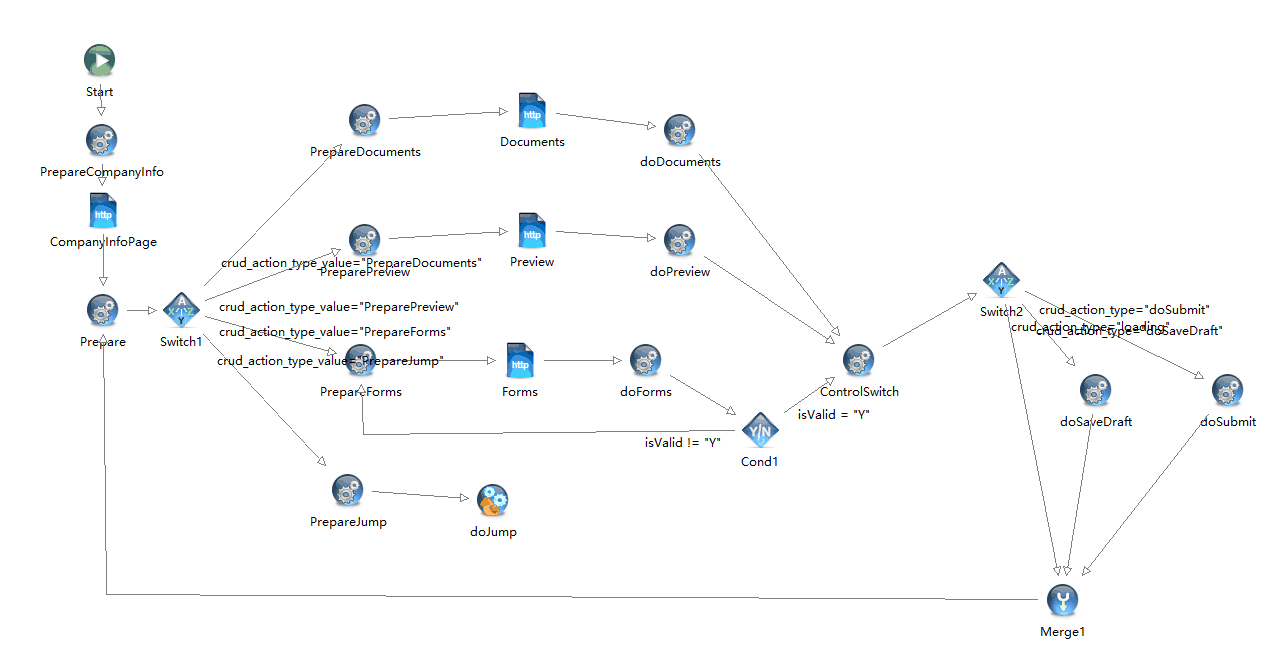 Start
PrepareCompanyInfo
http
CompanyInfoPage
Prepare
A
X Z
Y
Switch1
PrepareDocuments
http
Documents
doDocuments
crud_action_type_value="PrepareDocuments"
PreparePreview
http
Preview
doPreview
crud_action_type_value="PreparePreview"
crud_action_type_value="PrepareForms"
crud_action_type_value="PrepareJump"
PrepareForms
http
Forms
doForms
isValid != "Y"
Y/N
Cond1
isValid = "Y"
ControlSwitch
PrepareJump
doJump
A
X Z
Y
Switch2
crud_action_type="doSubmit"
crud_action_type="loading"
crud_action_type="doSaveDraft"
doSaveDraft
doSubmit
Merge1